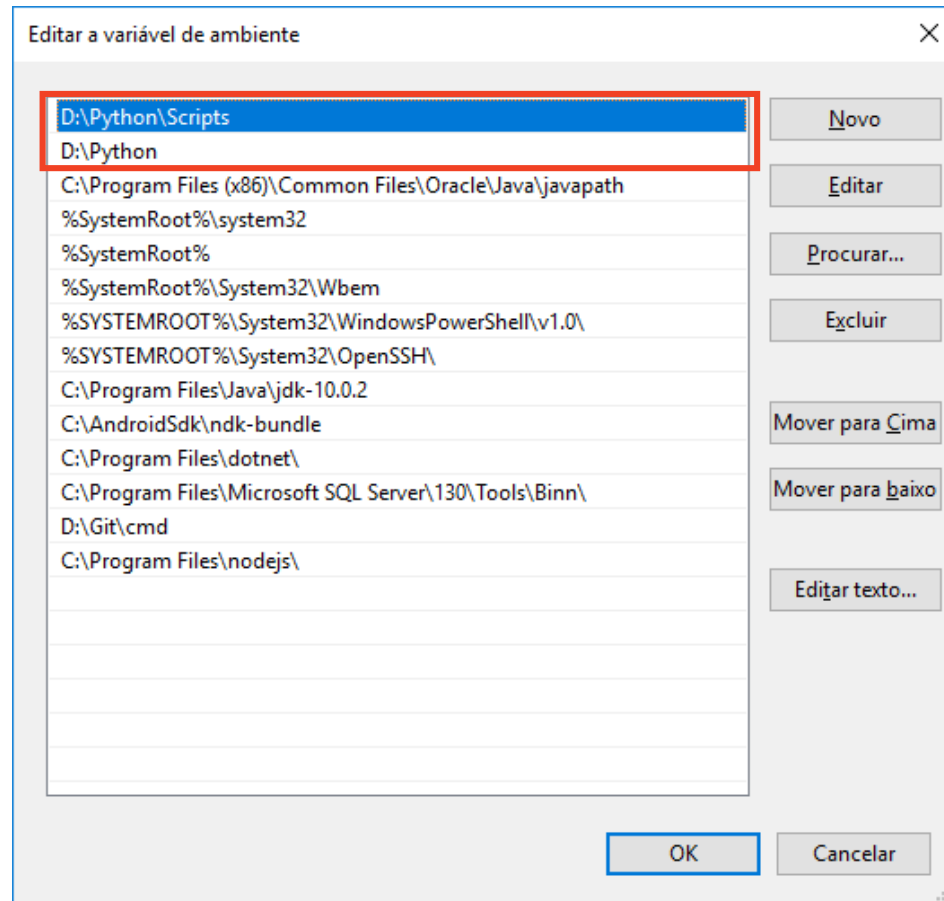 Editar a variável de ambiente
D:\Python\Scripts
D:\Python
C:\Program Files (x86)\Common Files\Oracle\Java\javapath
%SystemRoot%\system32
%SystemRoot%
%SystemRoot%\System32\Wbem
%SYSTEMROOT%\System32\WindowsPowerShell\v1.0\
%SYSTEMROOT%\System32\OpenSSH\
C:\Program Files\Java\jdk-10.0.2
C:\AndroidSdk\ndk-bundle
C:\Program Files\dotnet\
C:\Program Files\Microsoft SQL Server\130\Tools\Binn\
D:\Git\cmd
C:\Program Files\nodejs\
Novo
Editar
Procurar...
Excluir
Mover para Cima
Mover para baixo
Editar texto...
OK
Cancelar